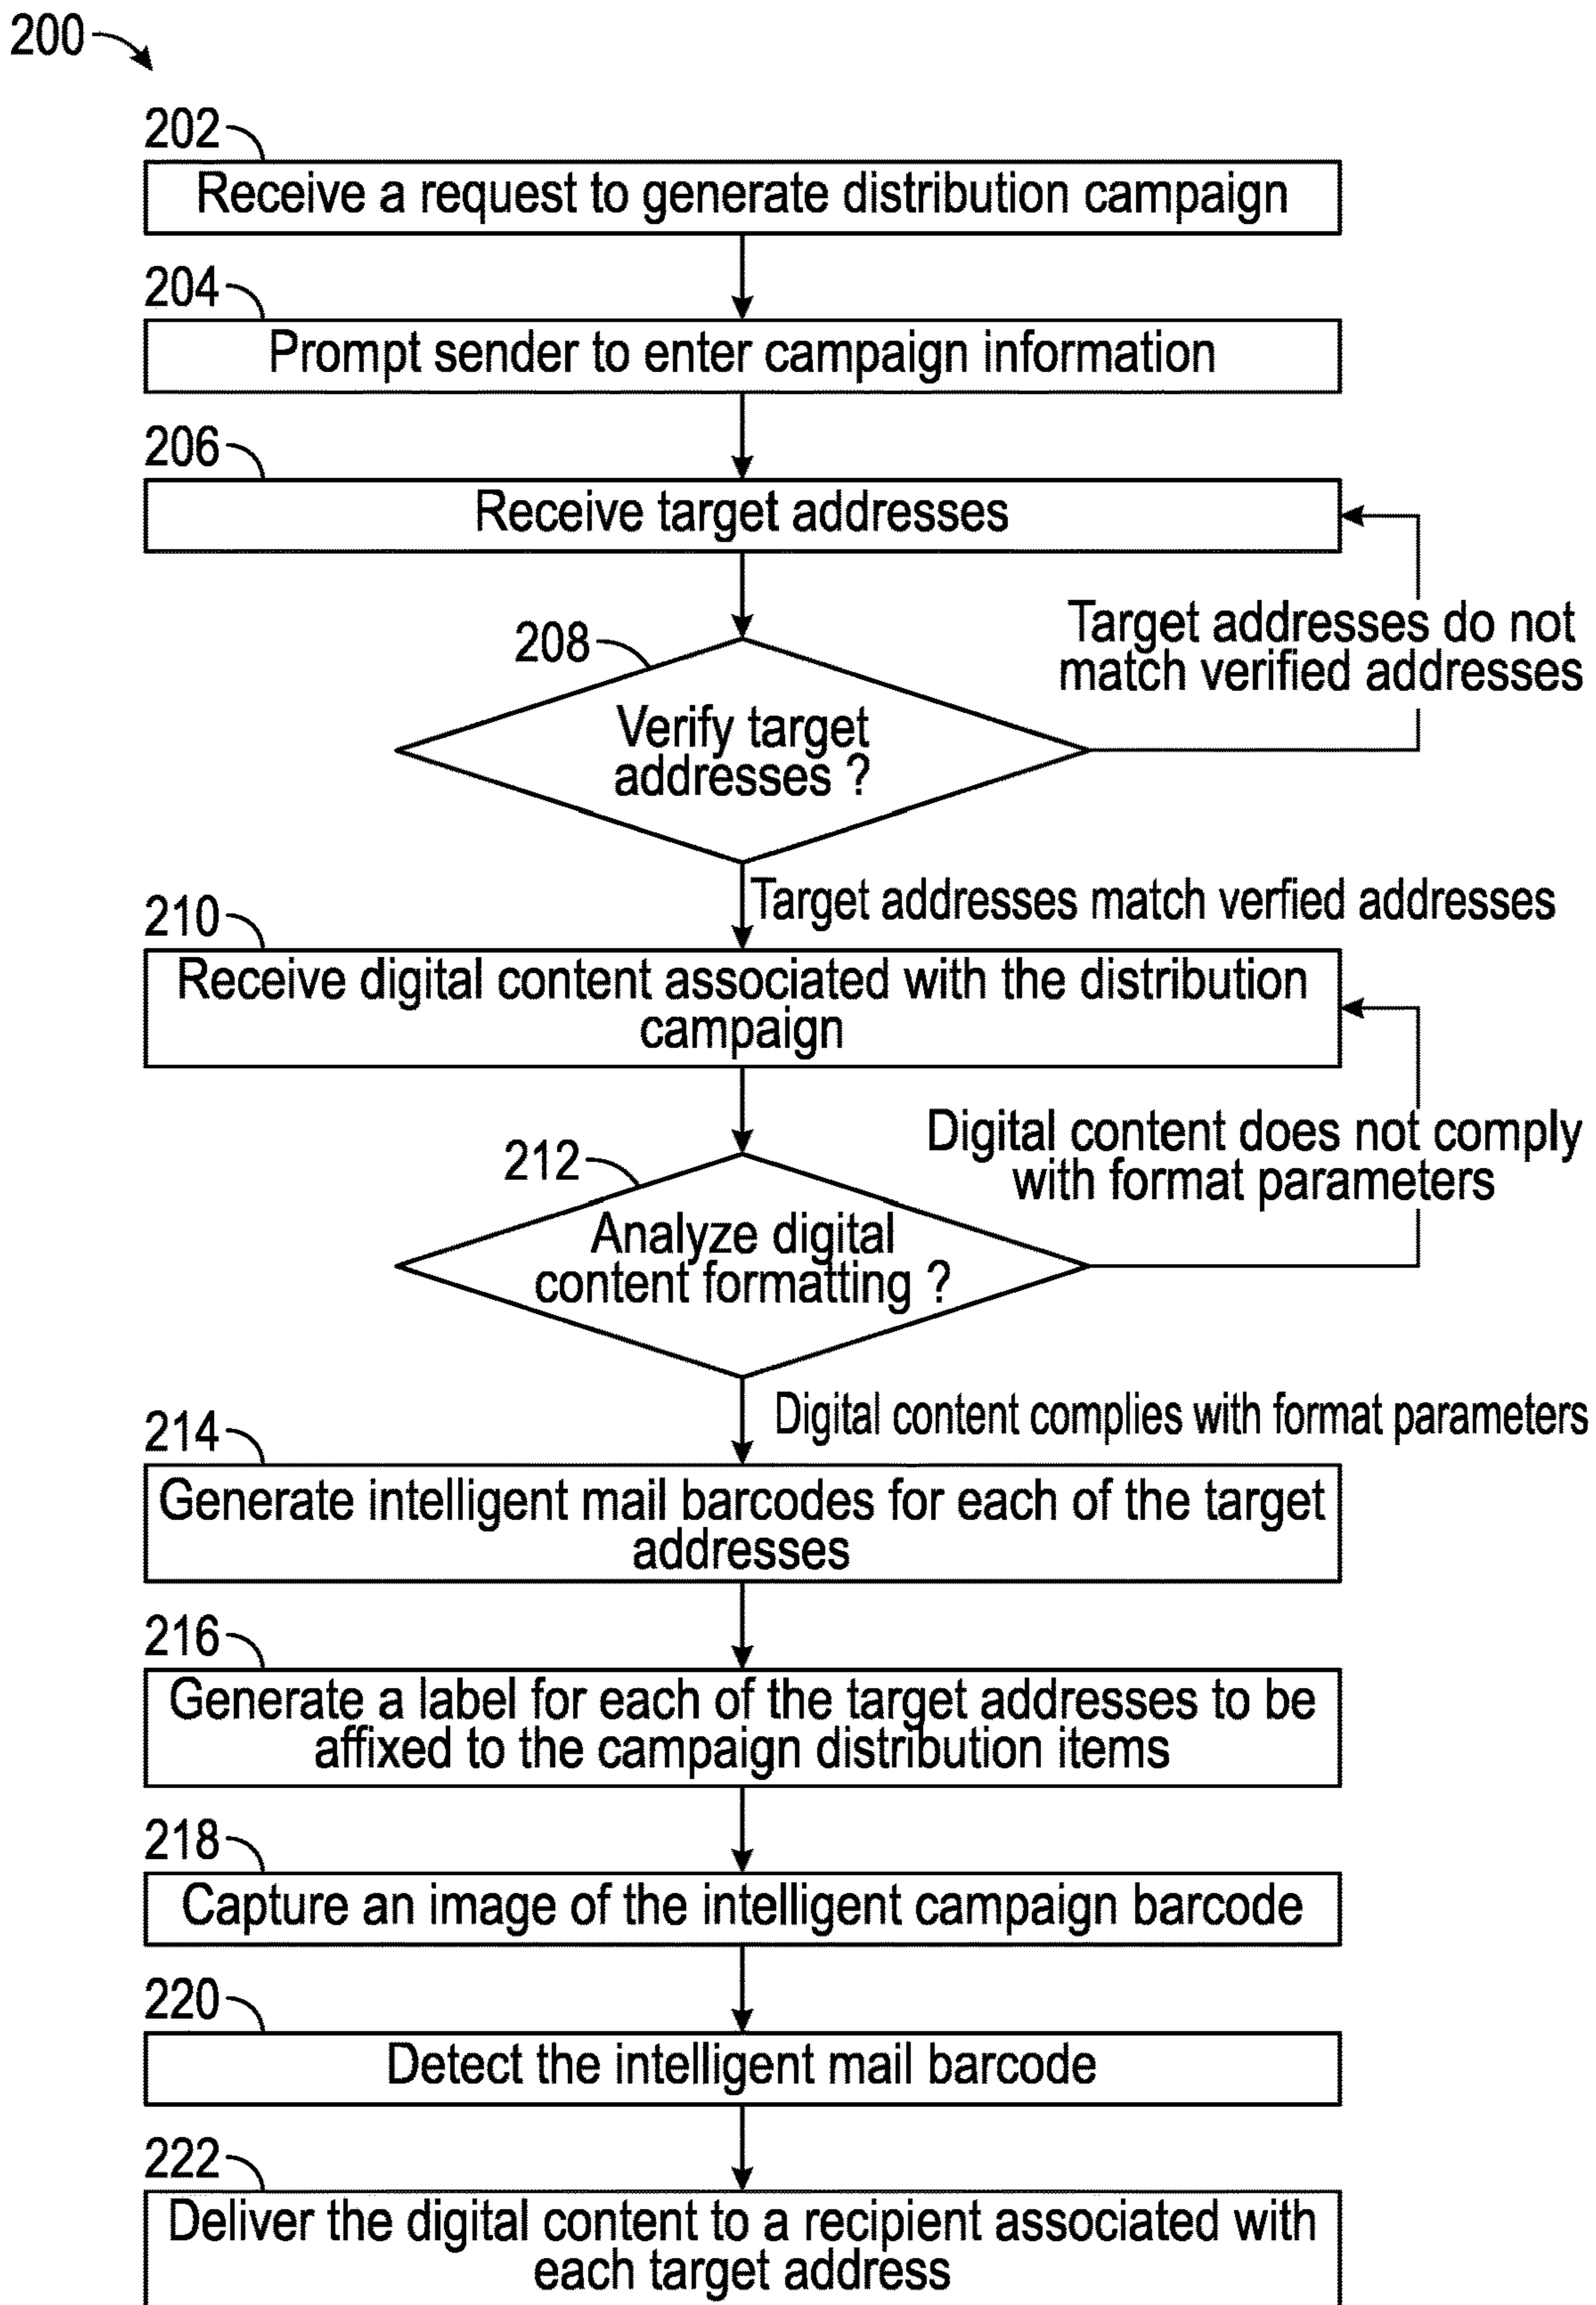 200
202
Receive a request to generate distribution campaign
204
Prompt sender to enter campaign information
206
Receive target addresses
Target addresses do not
match verified addresses
208
Verify target
addresses ?
Target addresses match verfied addresses
210
Receive digital content associated with the distribution
campaign
Digital content does not comply
with format parameters
212
Analyze digital
content formatting ?
Digital content complies with format parameters
214
Generate intelligent mail barcodes for each of the target
addresses
216
Generate a label for each of the target addresses to be
affixed to the campaign distribution items
218
Capture an image of the intelligent campaign barcode
220
Detect the intelligent mail barcode
222
Deliver the digital content to a recipient associated with
each target address